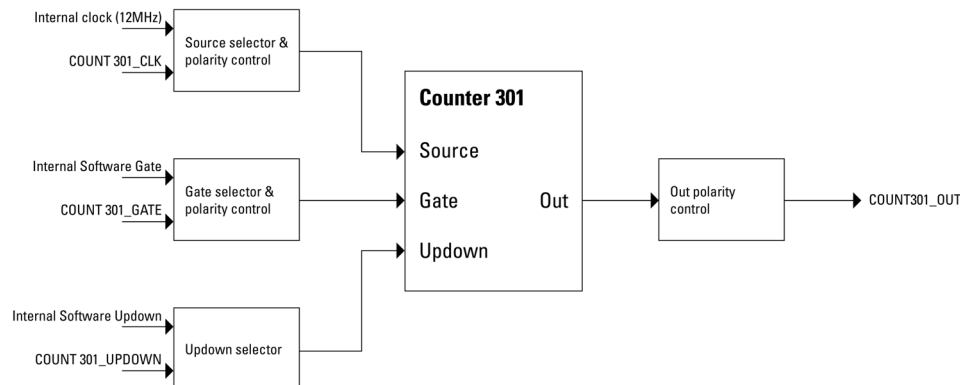 Internal clock (12MHz)
COUNT 301_CLK
Source selector &
polarity control
Counter 301
Source
Internal Software Gate
COUNT 301_GATE
Gate selector &
polarity control
Gate
Out
Out polarity
control
COUNT301_OUT
Updown
Internal Software Updown
COUNT 301_UPDOWN
Updown selector